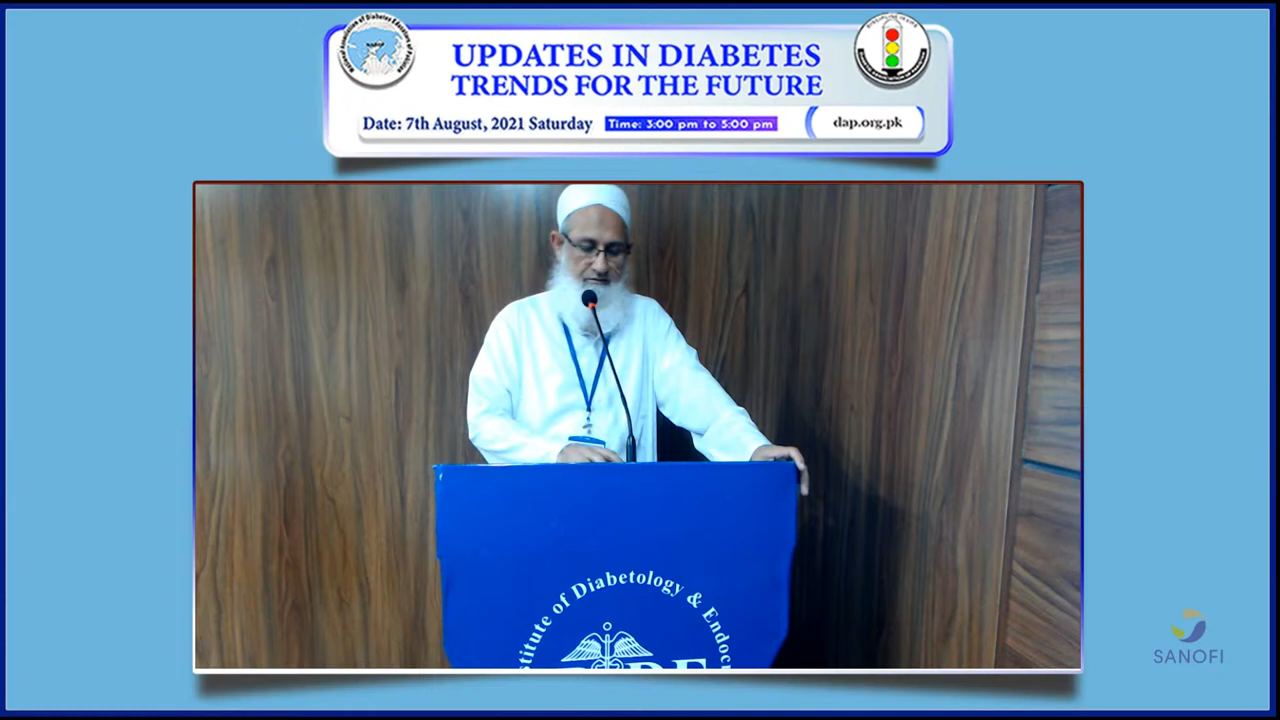 UPDATES IN DIABETES
TRENDS FOR THE FUTURE
Date: 7th August, 2021 Saturday
Time: 3:00 pm to 5:00 pm
dap.org.pk
stitute of Diabetology & Endocr
SANOFI